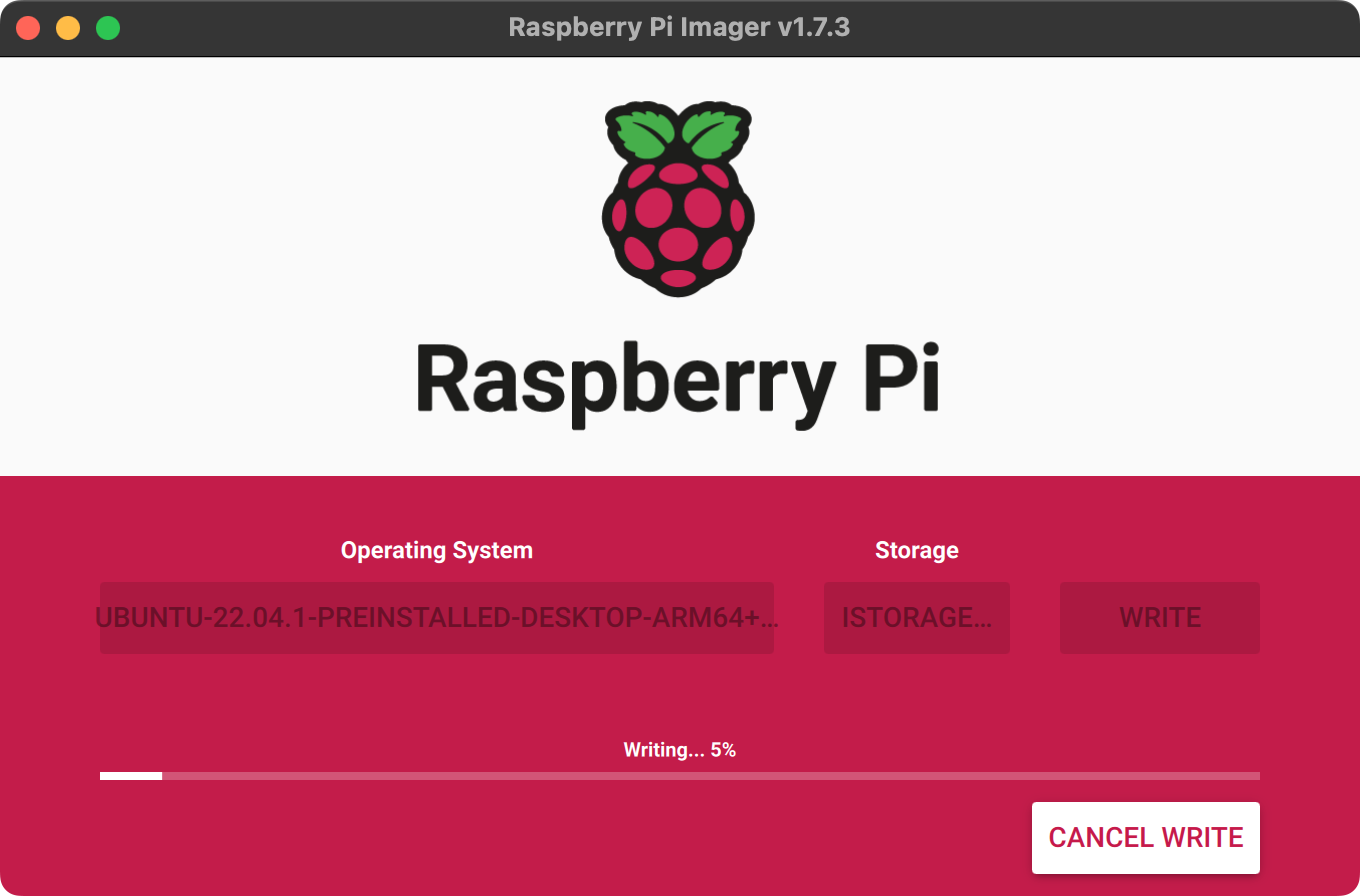 Raspberry Pi Imager v1.7.3
Raspberry Pi
Operating System
Storage
UBUNTU-22.04.1-PREINSTALLED-DESKTOP-ARM64+...
ISTORAGE...
WRITE
Writing... 5%
CANCEL WRITE